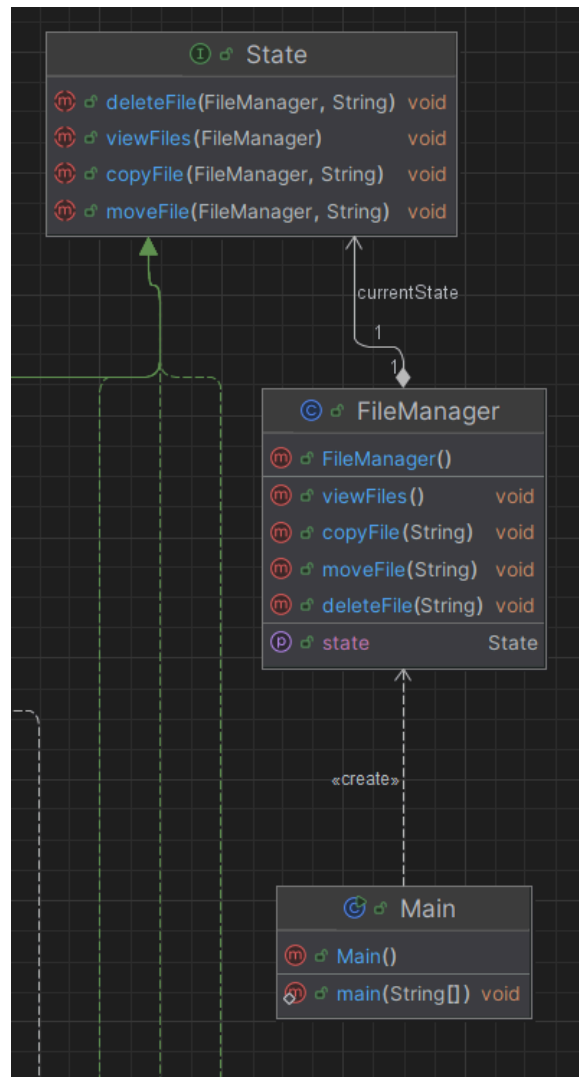 State
deleteFile(FileManager, String) void
viewFiles(FileManager) void
copyFile(FileManager, String) void
moveFile(FileManager, String) void
currentState
1
1
FileManager
FileManager()
viewFiles() void
copyFile(String) void
moveFile(String) void
deleteFile(String) void
state State
«create»
Main
Main()
main(String[]) void